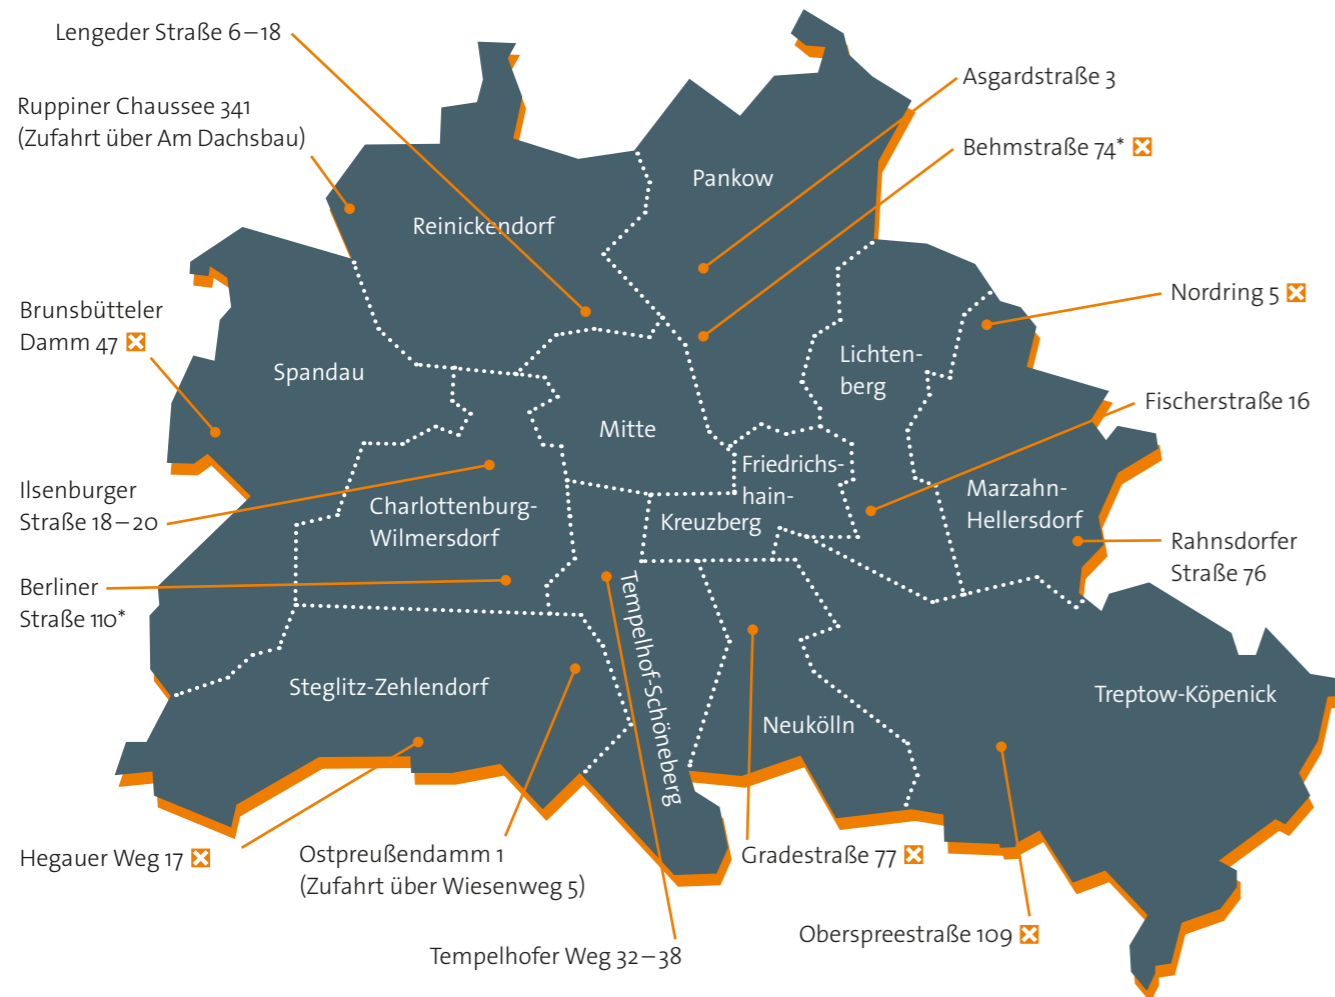 Lengeder Straße 6–18
Ruppiner Chaussee 341
(Zufahrt über Am Dachsbau)
Asgardstraße 3
Behmstraße 74*
Pankow
Reinickendorf
Nordring 5
Brunsbütteler
Damm 47
Spandau
Lichten-
berg
Fischerstraße 16
Mitte
Friedrichs-
hain-
Kreuzberg
Ilsenburger
Straße 18–20
Charlottenburg-
Wilmersdorf
Marzahn-
Hellersdorf
Rahnsdorfer
Straße 76
Berliner
Straße 110*
Tempelhof-Schöneberg
Steglitz-Zehlendorf
Neukölln
Treptow-Köpenick
Hegauer Weg 17
Ostpreußendamm 1
(Zufahrt über Wiesenweg 5)
Gradestraße 77
Oberspreestraße 109
Tempelhofer Weg 32–38